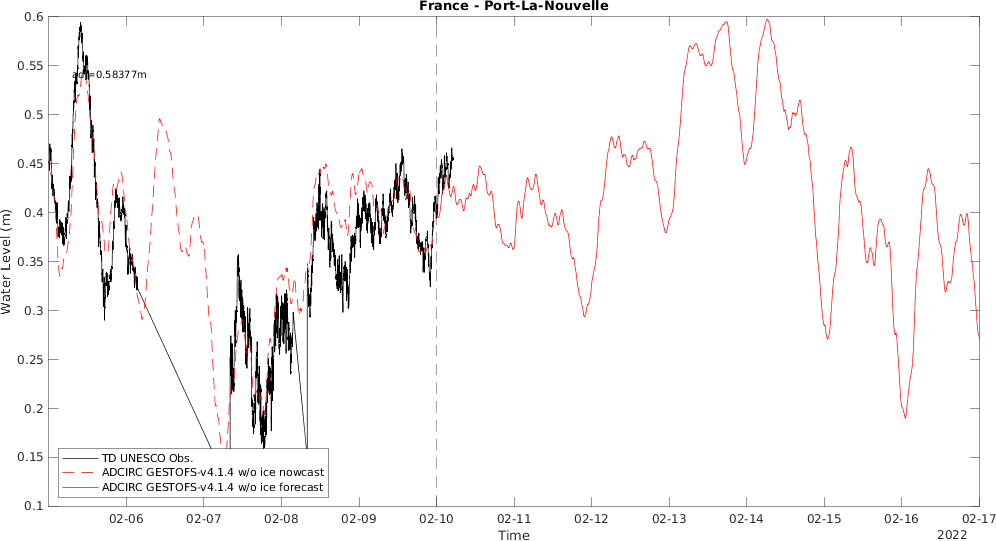 France - Port-La-Nouvelle
Water Level (m)
0.6
0.55
0.5
0.45
0.4
0.35
0.3
0.25
0.2
0.15
0.1
=0.58377m
TD UNESCO Obs.
ADCIRC GESTOFS-v4.1.4 w/o ice nowcast
ADCIRC GESTOFS-v4.1.4 w/o ice forecast
02-06 02-07 02-08 02-09 02-10 02-11 02-12 02-13 02-14 02-15 02-16 02-17
Time
2022